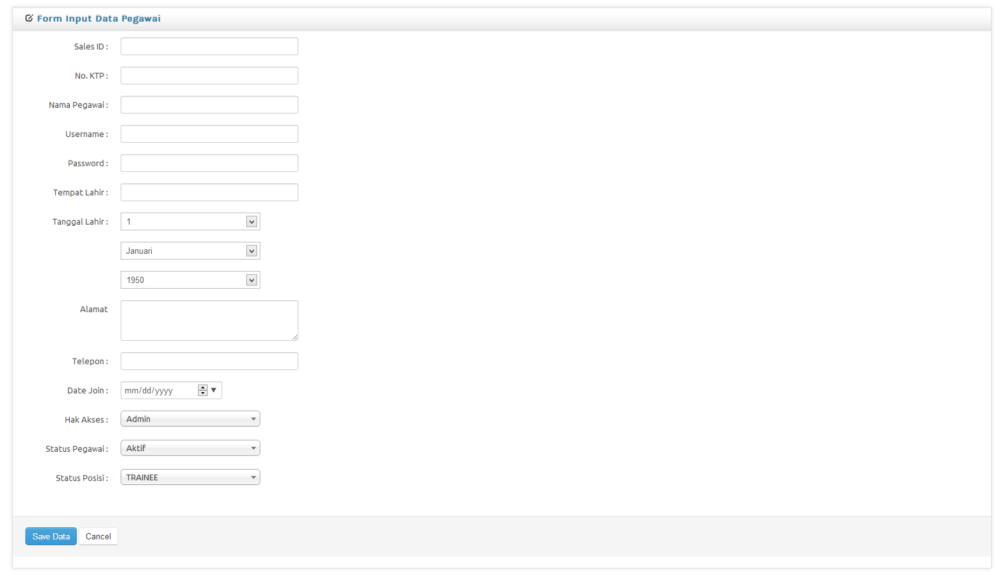 Form Input Data Pegawai
Sales ID :
No. KTP :
Nama Pegawai :
Username :
Password :
Tempat Lahir :
Tanggal Lahir : 1
Januari
1950
Alamat
Telepon :
Date Join : mm/dd/yyyy
Hak Akses : Admin
Status Pegawai : Aktif
Status Posisi : TRAINEE
Save Data Cancel